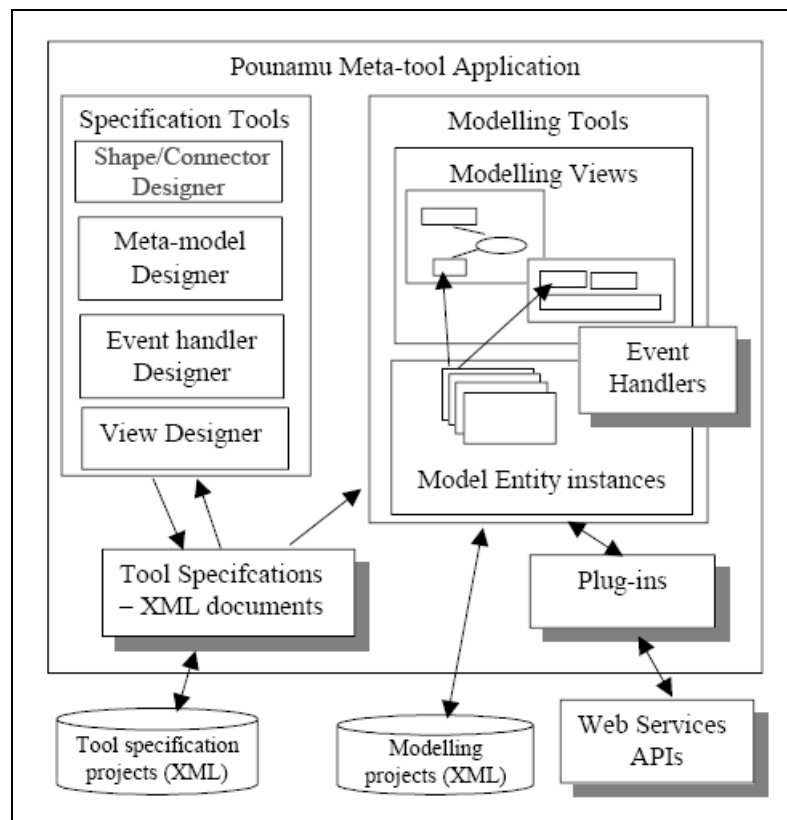 Pounamu Meta-tool Application
Specification Tools
Shape/Connector
Designer
Meta-model
Designer
Event handler
Designer
View Designer
Modelling Tools
Modelling Views
Event
Handlers
Model Entity instances
Tool Specifcations
– XML documents
Plug-ins
Tool specification
projects (XML)
Modelling
projects (XML)
Web Services
APIs